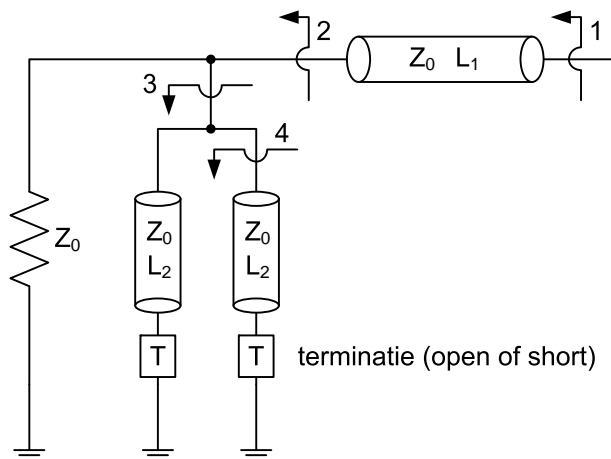 2
1
Z₀ L₁
3
4
Z₀
Z₀
L₂
Z₀
L₂
T
T
terminatie (open of short)